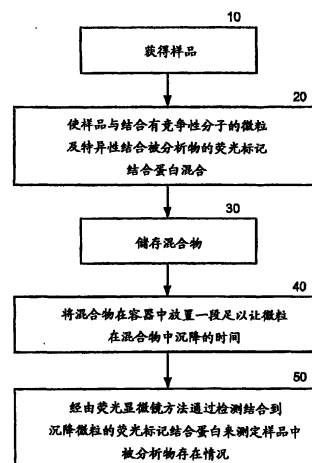 10
获得样品
20
使样品与结合有竞争性分子的微粒
及特异性结合被分析物的荧光标记
结合蛋白混合
30
储存混合物
40
将混合物在容器中放置一段足以让微粒
在混合物中沉降的时间
50
经由荧光显微镜方法通过检测结合到
沉降微粒的荧光标记结合蛋白来测定样品中
被分析物存在情况